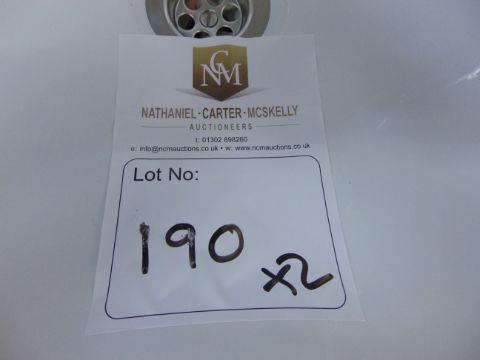 NCM
NATHANIEL·CARTER·MCSKELLY
AUCTIONEERS
t: 01302 898260
e: info@ncmauctions.co.uk • w: www.ncmauctions.co.uk
Lot No:
190
x2